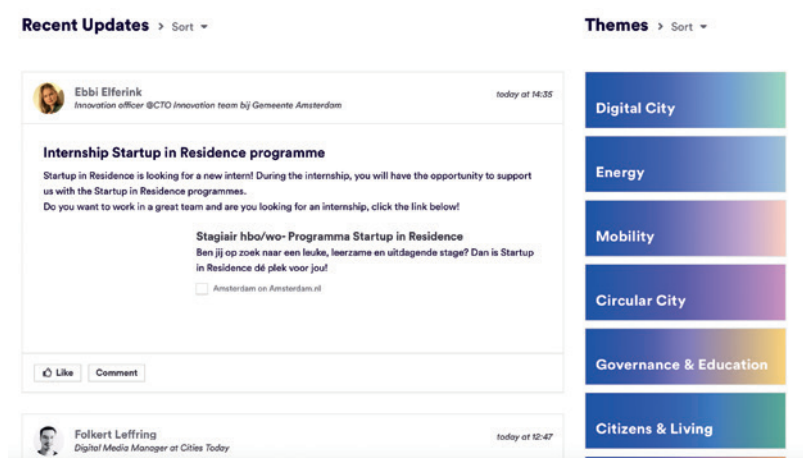 Recent Updates > Sort
Ebbi Elferink
Innovation officer @CTO Innovation team bij Gemeente Amsterdam
today at 14:35
Internship Startup in Residence programme
Startup in Residence is looking for a new intern! During the internship, you will have the opportunity to support
us with the Startup in Residence programmes.
Do you want to work in a great team and are you looking for an internship, click the link below!
Stagiair hbo/wo- Programma Startup in Residence
Ben jij op zoek naar een leuke, leerzame en uitdagende stage? Dan is Startup
in Residence dé plek voor jou!
Amsterdam on Amsterdam.nl
Like Comment
Folkert Leffring
Digital Media Manager at Cities Today
today at 12:47
Themes > Sort
Digital City
Energy
Mobility
Circular City
Governance & Education
Citizens & Living